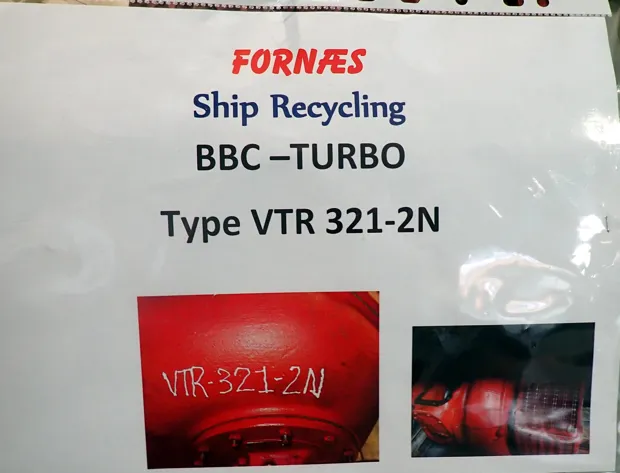 FORNÆS
Ship Recycling
BBC –TURBO
Type VTR 321-2N
VTR-321-2N